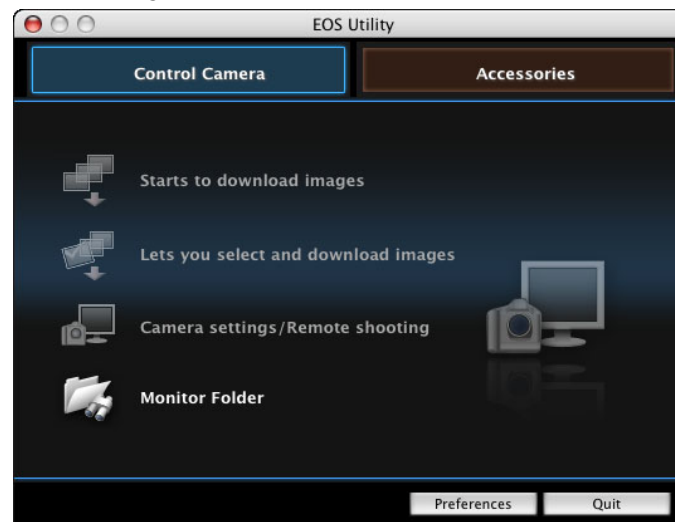 EOS Utility
Control Camera
Accessories
Starts to download images
Lets you select and download images
Camera settings/Remote shooting
Monitor Folder
Preferences
Quit